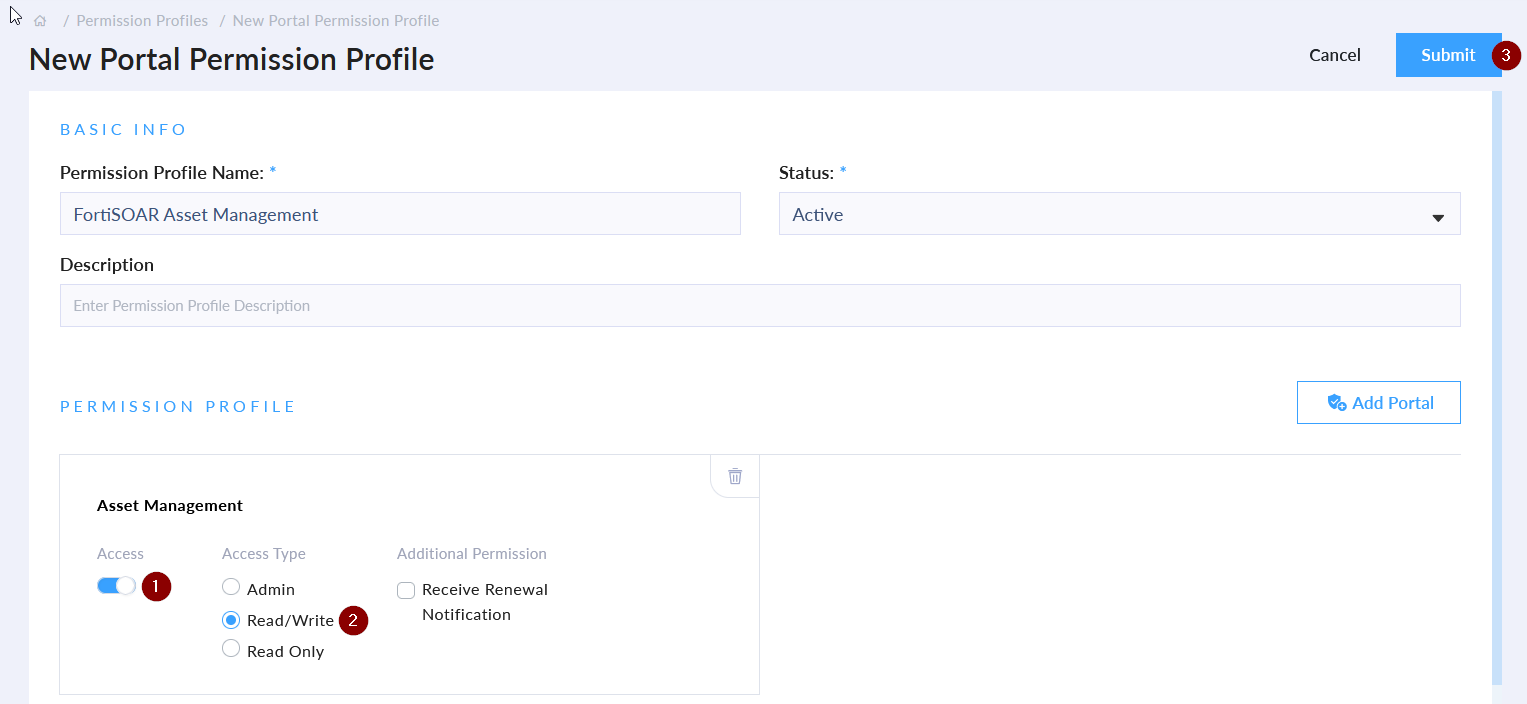 / Permission Profiles / New Portal Permission Profile
New Portal Permission Profile
Cancel
Submit
3
BASIC INFO
Permission Profile Name: *
Status: *
FortiSOAR Asset Management
Active
Description
Enter Permission Profile Description
PERMISSION PROFILE
Add Portal
Asset Management
Access
Access Type
Additional Permission
1
Admin
Receive Renewal
Notification
Read/Write
2
Read Only